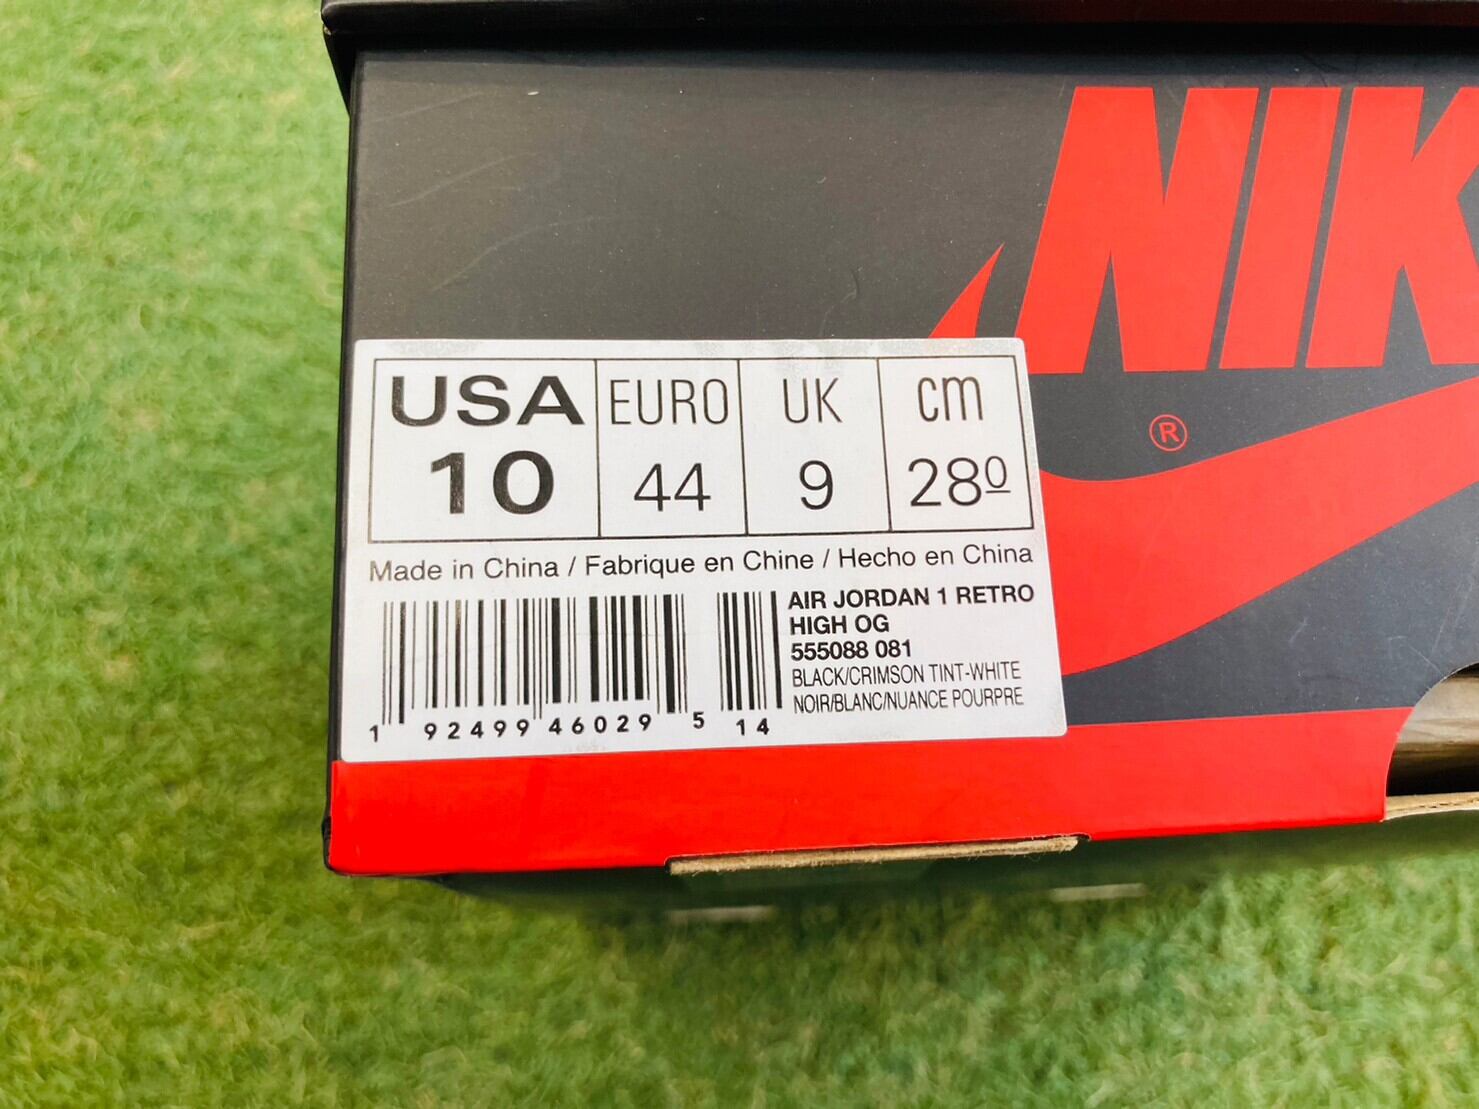 NIK
®
USA EURO UK cm
10 44 9 28⁰
Made in China / Fabrique en Chine / Hecho en China
AIR JORDAN 1 RETRO
HIGH OG
555088 081
BLACK/CRIMSON TINT-WHITE
NOIR/BLANC/NUANCE POURPRE
1 92499 46029 5 14